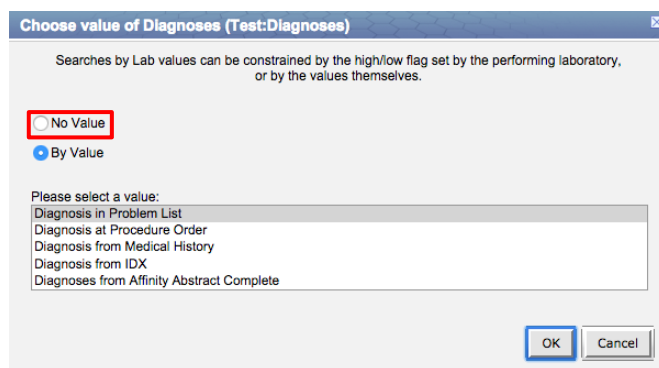 Choose value of Diagnoses (Test:Diagnoses)
Searches by Lab values can be constrained by the high/low flag set by the performing laboratory,
or by the values themselves.
No Value
By Value
Please select a value:
Diagnosis in Problem List
Diagnosis at Procedure Order
Diagnosis from Medical History
Diagnosis from IDX
Diagnoses from Affinity Abstract Complete
OK Cancel